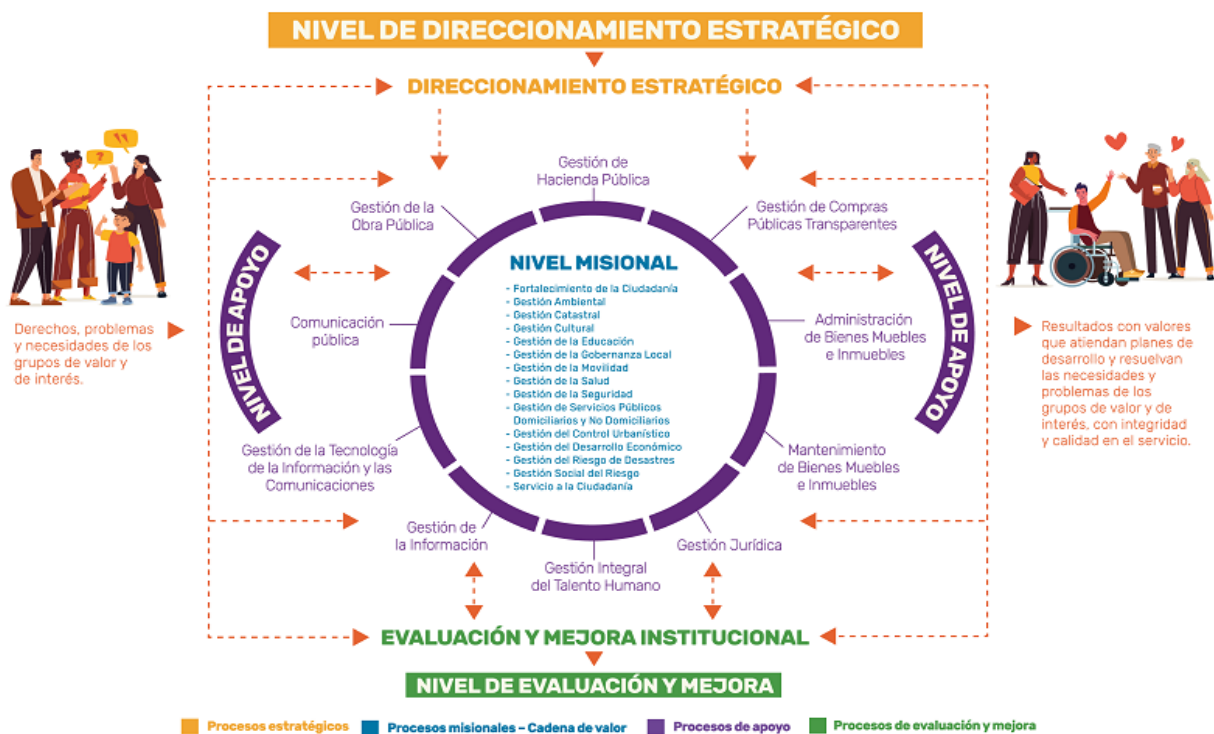 NIVEL DE DIRECCIONAMIENTO ESTRATÉGICO
DIRECCIONAMIENTO ESTRATÉGICO
?
Derechos, problemas
y necesidades de los
grupos de valor y
de interés.
NIVEL DE APOYO
Gestión de
Hacienda Pública
Gestión de la
Obra Pública
Gestión de Compras
Públicas Transparentes
Comunicación
pública
Administración
de Bienes Muebles
e Inmuebles
Gestión de la Tecnología
de la Información y las
Comunicaciones
Mantenimiento
de Bienes Muebles
e Inmuebles
Gestión de
la Información
Gestión Integral
del Talento Humano
Gestión Jurídica
NIVEL MISIONAL
- Fortalecimiento de la Ciudadanía
- Gestión Ambiental
- Gestión Catastral
- Gestión Cultural
- Gestión de la Educación
- Gestión de la Gobernanza Local
- Gestión de la Movilidad
- Gestión de la Salud
- Gestión de la Seguridad
- Gestión de Servicios Públicos
Domiciliarios y No Domiciliarios
- Gestión del Control Urbanístico
- Gestión del Desarrollo Económico
- Gestión del Riesgo de Desastres
- Gestión Social del Riesgo
- Servicio a la Ciudadanía
NIVEL DE APOYO
Resultados con valores
que atiendan planes de
desarrollo y resuelvan
las necesidades y
problemas de los
grupos de valor y de
interés, con integridad
y calidad en el servicio.
EVALUACIÓN Y MEJORA INSTITUCIONAL
NIVEL DE EVALUACIÓN Y MEJORA
Procesos estratégicos
Procesos misionales – Cadena de valor
Procesos de apoyo
Procesos de evaluación y mejora